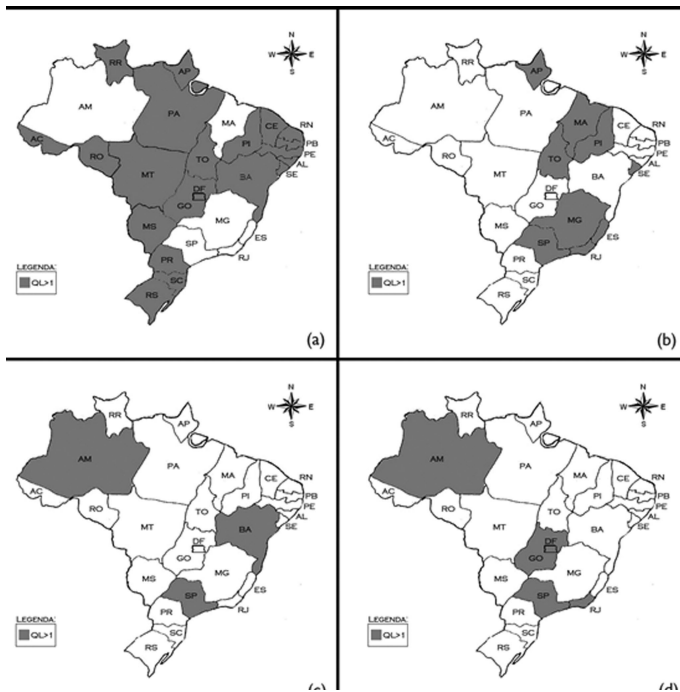 N
W E
S
RR AP
AM PA MA CE RN
PB
PI PE
AC AL
RO TO SE
MT BA
DF
GO
MG
MS ES
SP
RJ
PR
LEGENDA: SC
QL>1 RS
(a)
N
W E
S
RR AP
AM PA MA CE RN
PB
PI PE
AC AL
RO TO SE
MT BA
DF
GO
MG
MS ES
SP
RJ
PR
LEGENDA: SC
QL>1 RS
(b)
N
W E
S
RR AP
AM PA MA CE RN
PB
PI PE
AC AL
RO TO SE
MT BA
DF
GO
MG
MS ES
SP
RJ
PR
LEGENDA: SC
QL>1 RS
(c)
N
W E
S
RR AP
AM PA MA CE RN
PB
PI PE
AC AL
RO TO SE
MT BA
DF
GO
MG
MS ES
SP
RJ
PR
LEGENDA: SC
QL>1 RS
(d)